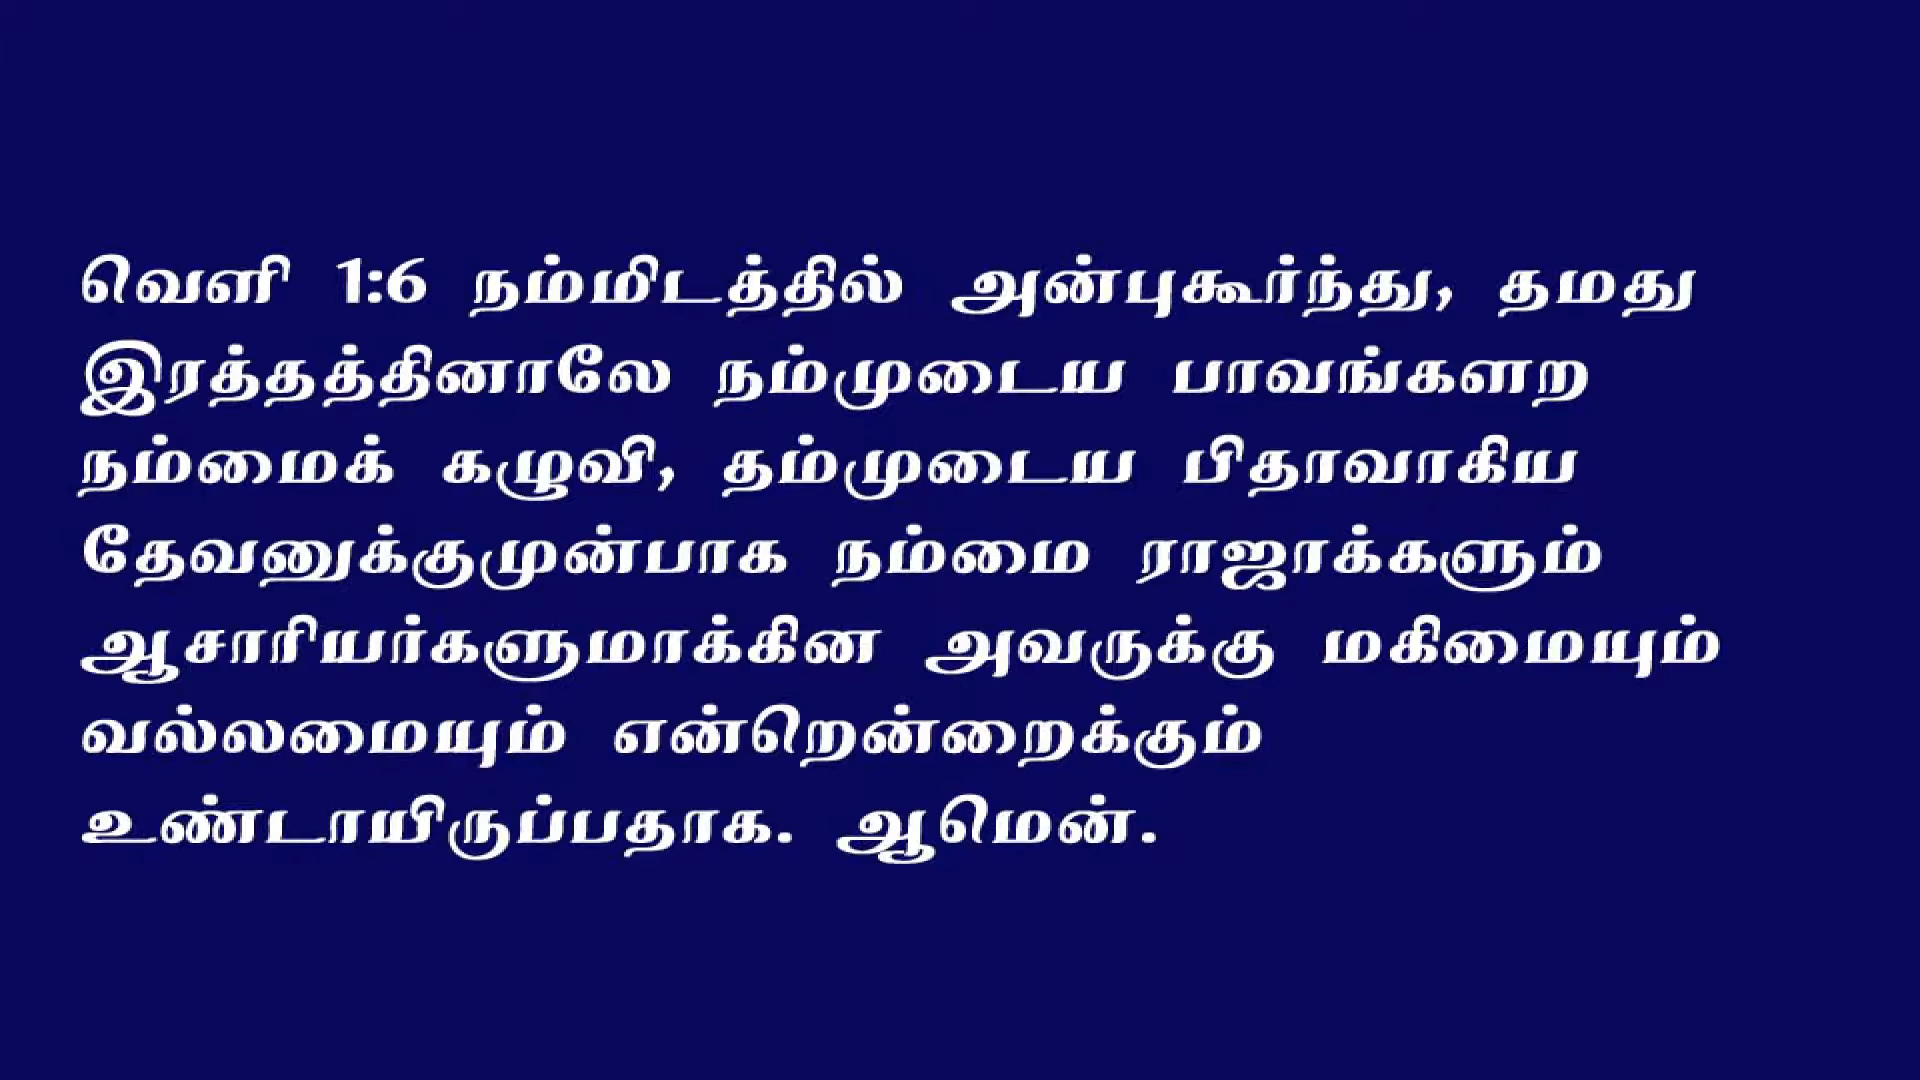 வெளி 1:6 நம்மிடத்தில் அன்புகூர்ந்து, தமது
இரத்தத்தினாலே நம்முடைய பாவங்களற
நம்மைக் கழுவி, தம்முடைய பிதாவாகிய
தேவனுக்குமுன்பாக நம்மை ராஜாக்களும்
ஆசாரியர்களுமாக்கின அவருக்கு மகிமையும்
வல்லமையும் என்றென்றைக்கும்
உண்டாயிருப்பதாக. ஆமென்.